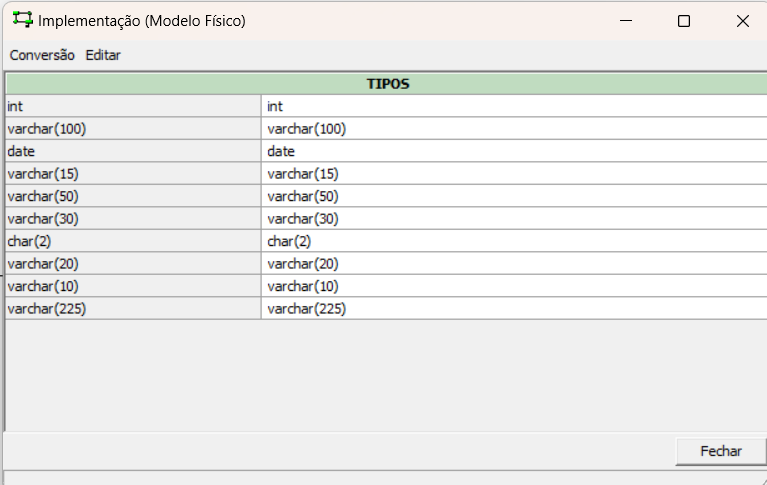 Implementação (Modelo Físico)
Conversão Editar
TIPOS
int int
varchar(100) varchar(100)
date date
varchar(15) varchar(15)
varchar(50) varchar(50)
varchar(30) varchar(30)
char(2) char(2)
varchar(20) varchar(20)
varchar(10) varchar(10)
varchar(225) varchar(225)
Fechar